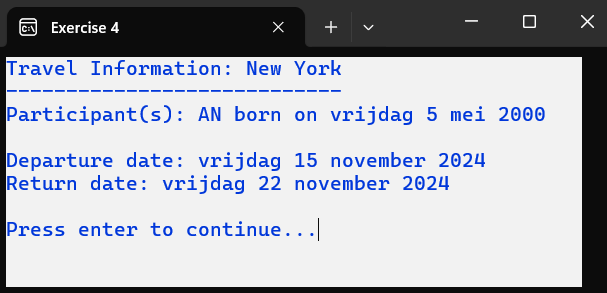 Exercise 4
Travel Information: New York
----------------------------
Participant(s): AN born on vrijdag 5 mei 2000
Departure date: vrijdag 15 november 2024
Return date: vrijdag 22 november 2024
Press enter to continue...